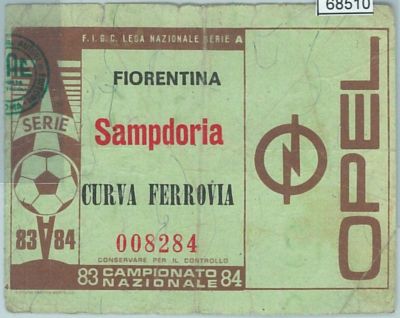 68510
F.I.G.C. LEGA NAZIONALE SERIE A
FIORENTINA
Sampdoria
SERIE
A
CURVA FERROVIA
83 84
008284
CONSERVARE PER IL CONTROLLO
83 CAMPIONATO 84
NAZIONALE
OPEL